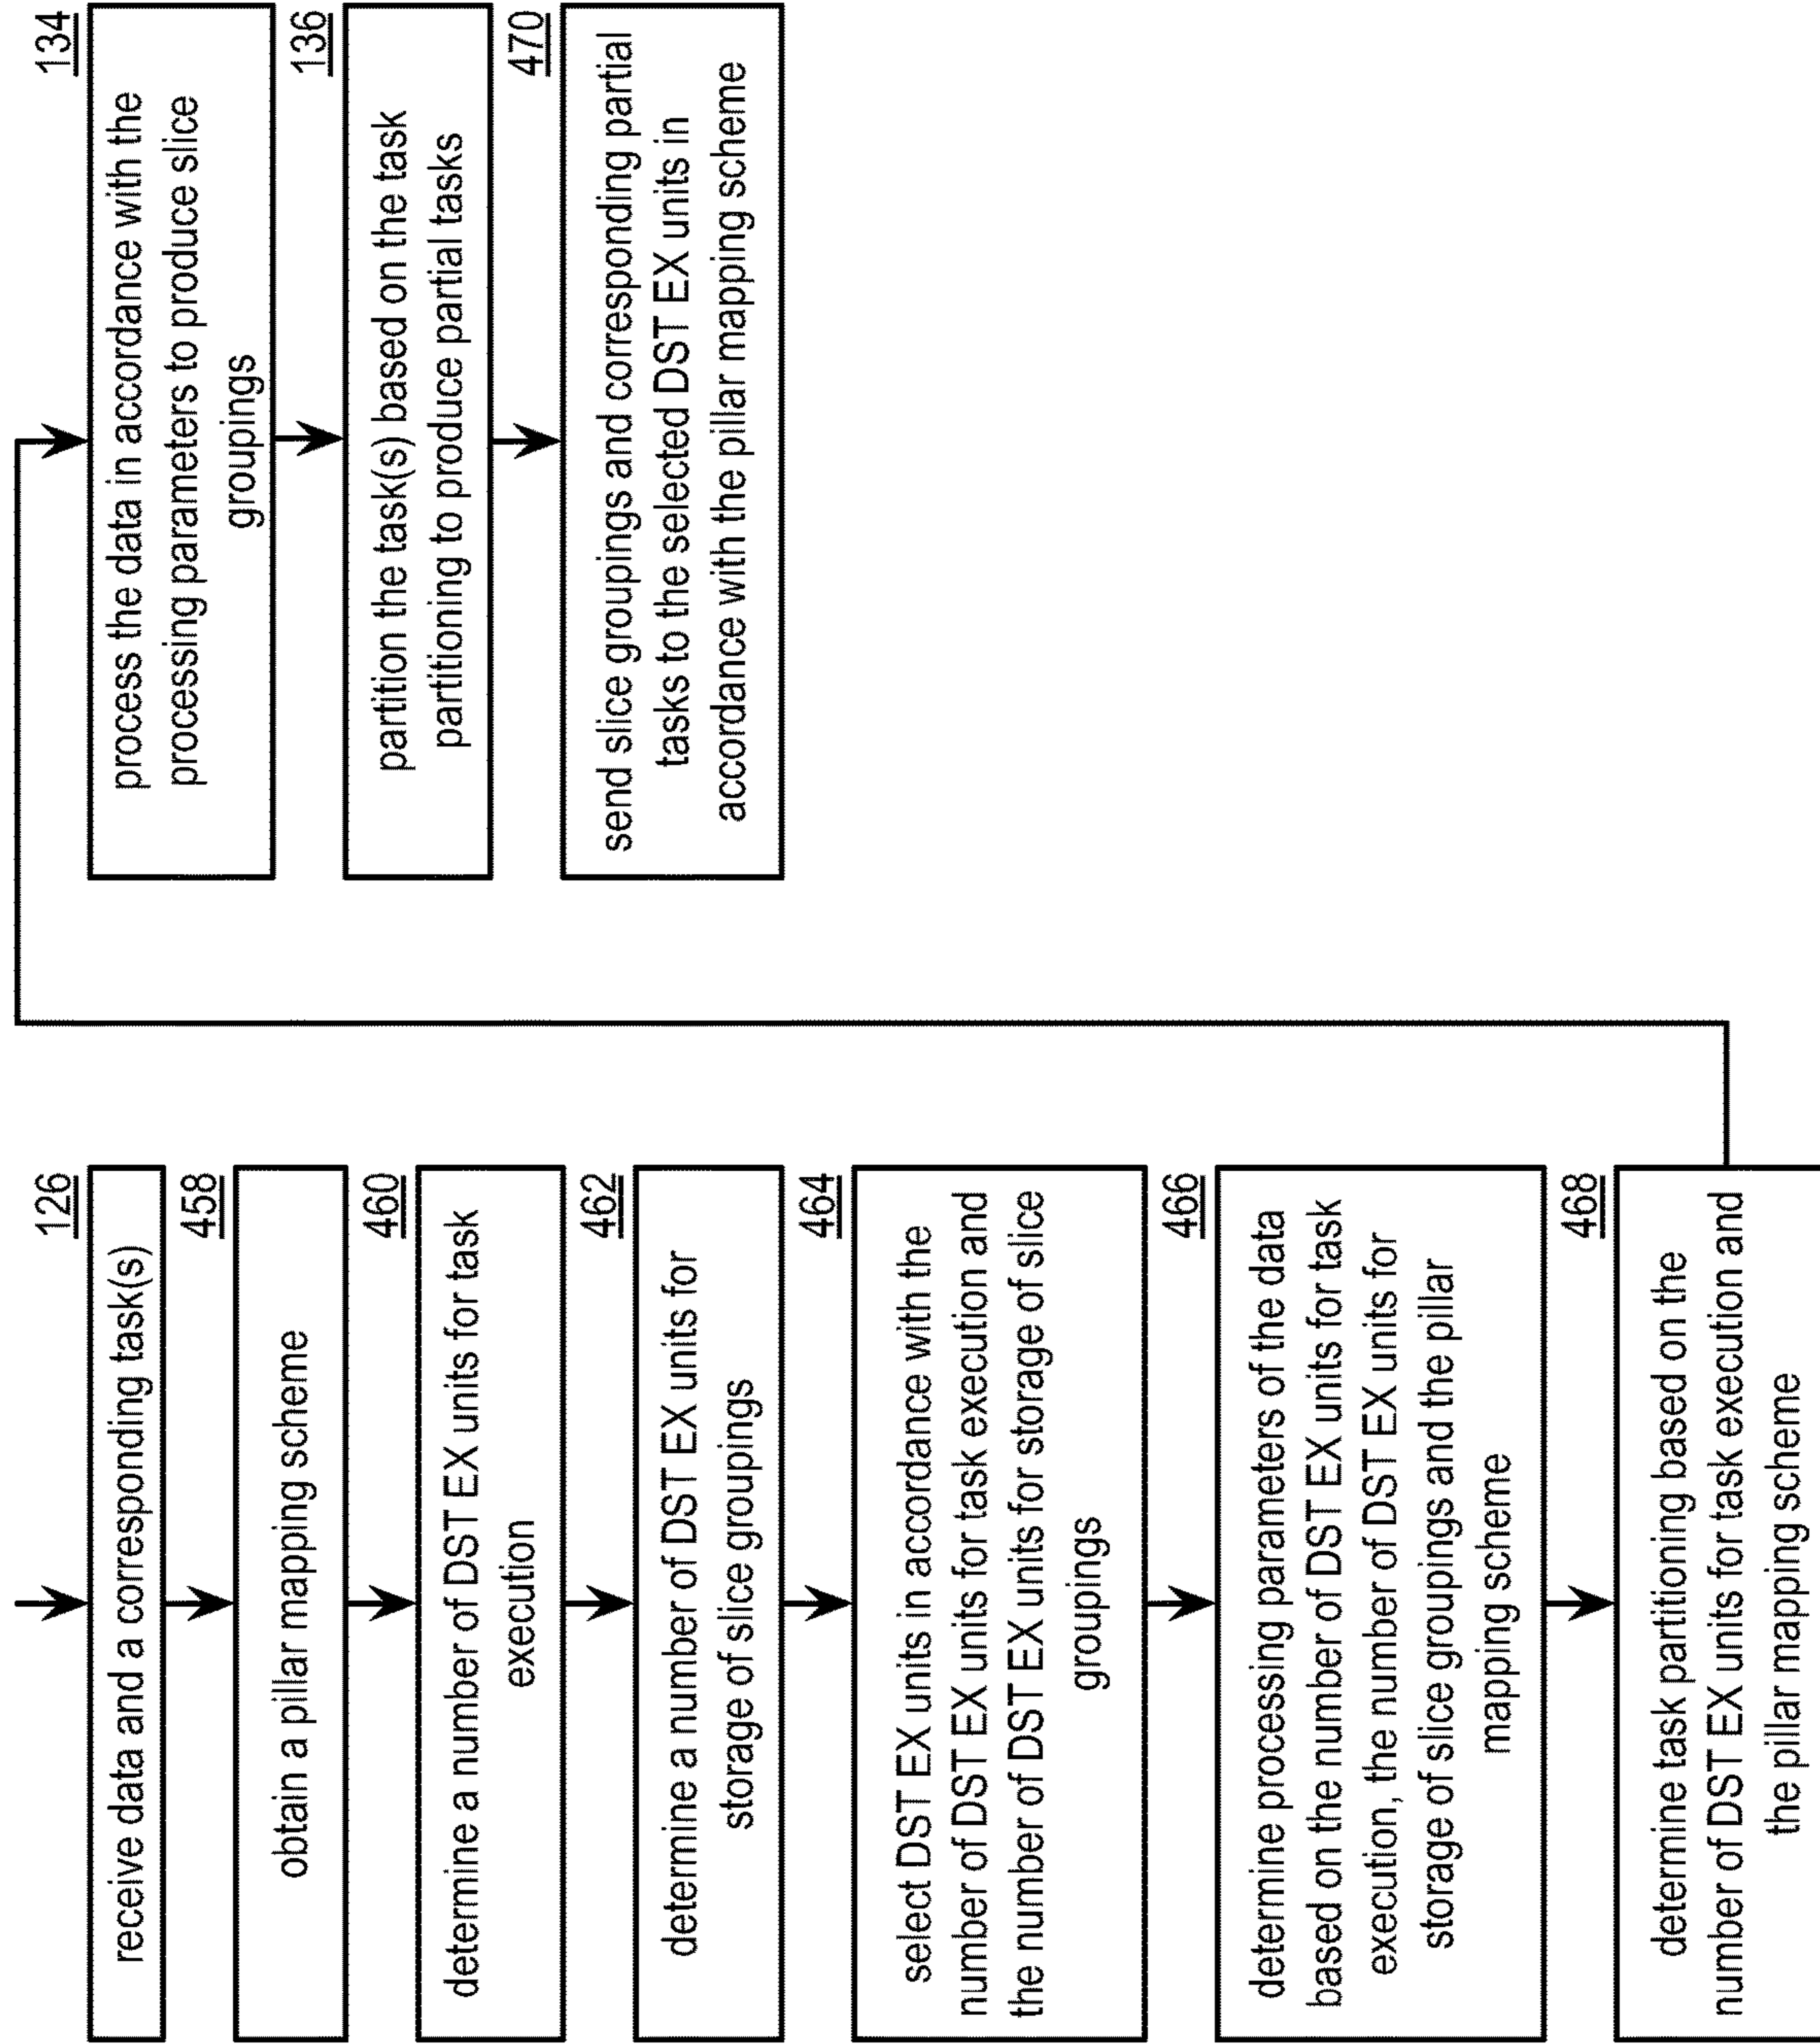 126
receive data and a corresponding task(s)
458
obtain a pillar mapping scheme
460
determine a number of DST EX units for task
execution
462
determine a number of DST EX units for
storage of slice groupings
464
select DST EX units in accordance with the
number of DST EX units for task execution and
the number of DST EX units for storage of slice
groupings
466
determine processing parameters of the data
based on the number of DST EX units for task
execution, the number of DST EX units for
storage of slice groupings and the pillar
mapping scheme
468
determine task partitioning based on the
number of DST EX units for task execution and
the pillar mapping scheme
134
process the data in accordance with the
processing parameters to produce slice
groupings
136
partition the task(s) based on the task
partitioning to produce partial tasks
470
send slice groupings and corresponding partial
tasks to the selected DST EX units in
accordance with the pillar mapping scheme